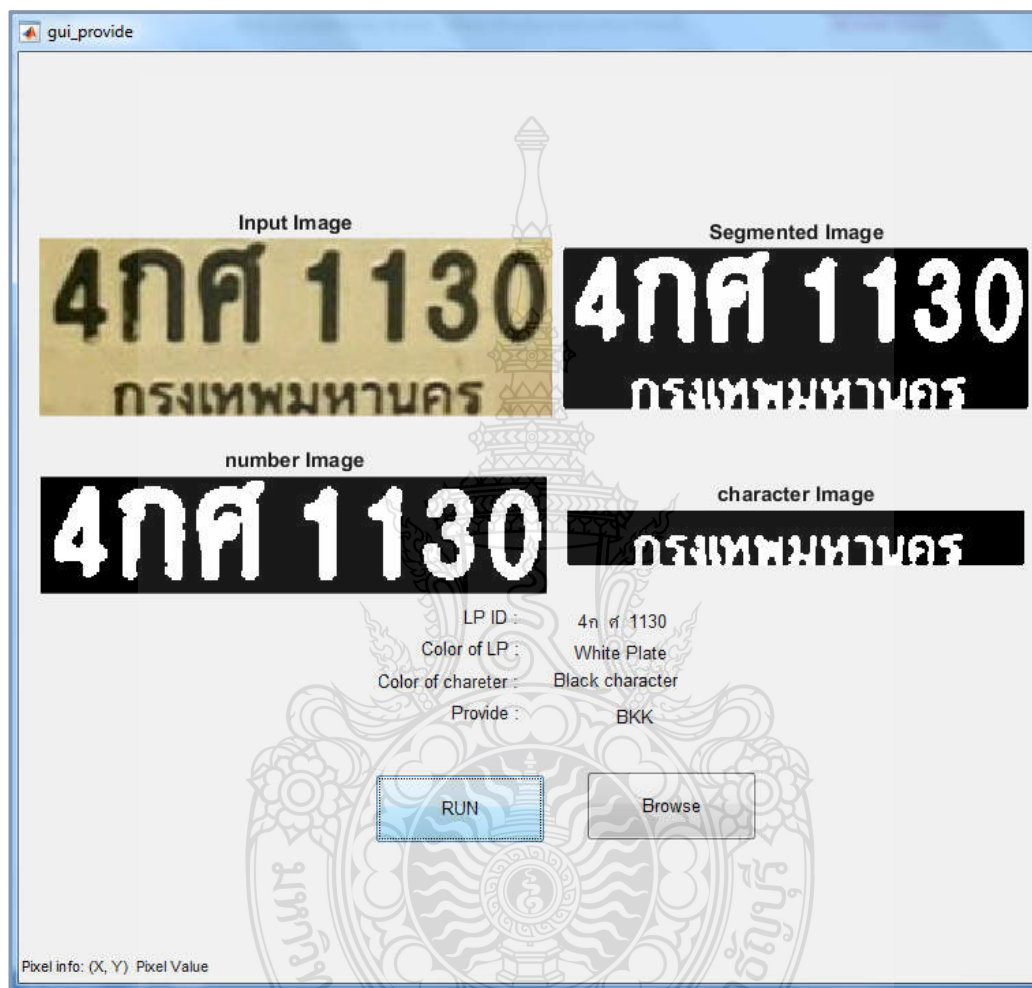 gui_provide
Input Image
4กศ 1130
กรุงเทพมหานคร
Segmented Image
4กศ 1130
กรุงเทพมหานคร
number Image
4กศ 1130
character Image
กรุงเทพมหานคร
LP ID : 4ก ศ 1130
Color of LP : White Plate
Color of chareter : Black character
Provide : BKK
RUN
Browse
Pixel info: (X, Y) Pixel Value